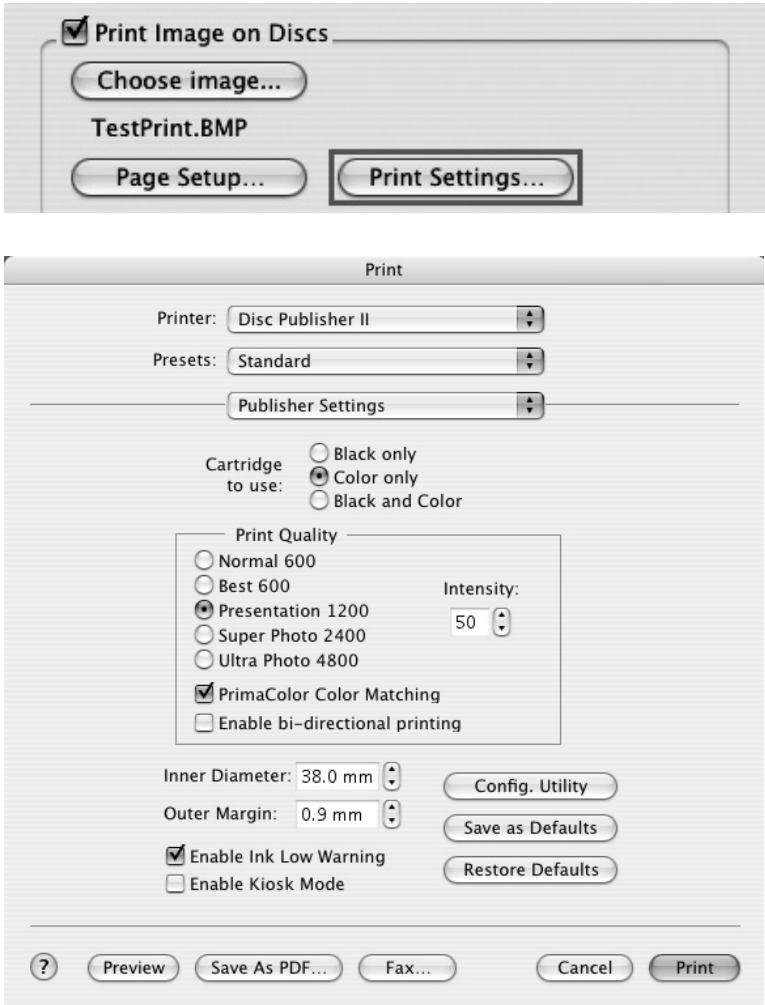 Print Image on Discs
Choose image...
TestPrint.BMP
Page Setup... Print Settings...
Print
Printer: Disc Publisher II
Presets: Standard
Publisher Settings
Cartridge to use:
Black only
Color only
Black and Color
Print Quality
Normal 600
Best 600
Presentation 1200
Super Photo 2400
Ultra Photo 4800
Intensity:
50
PrimaColor Color Matching
Enable bi-directional printing
Inner Diameter: 38.0 mm
Outer Margin: 0.9 mm
Enable Ink Low Warning
Enable Kiosk Mode
Config. Utility
Save as Defaults
Restore Defaults
? Preview Save As PDF... Fax... Cancel Print